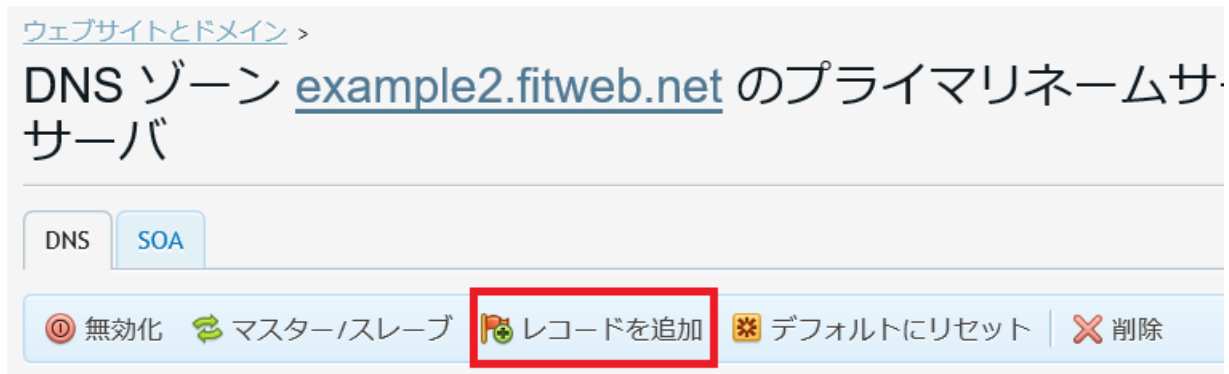 ウェブサイトとドメイン >
DNS ゾーン example2.fitweb.net のプライマリネームサー
サーバ
DNS
SOA
無効化 マスター/スレーブ レコードを追加 デフォルトにリセット 削除